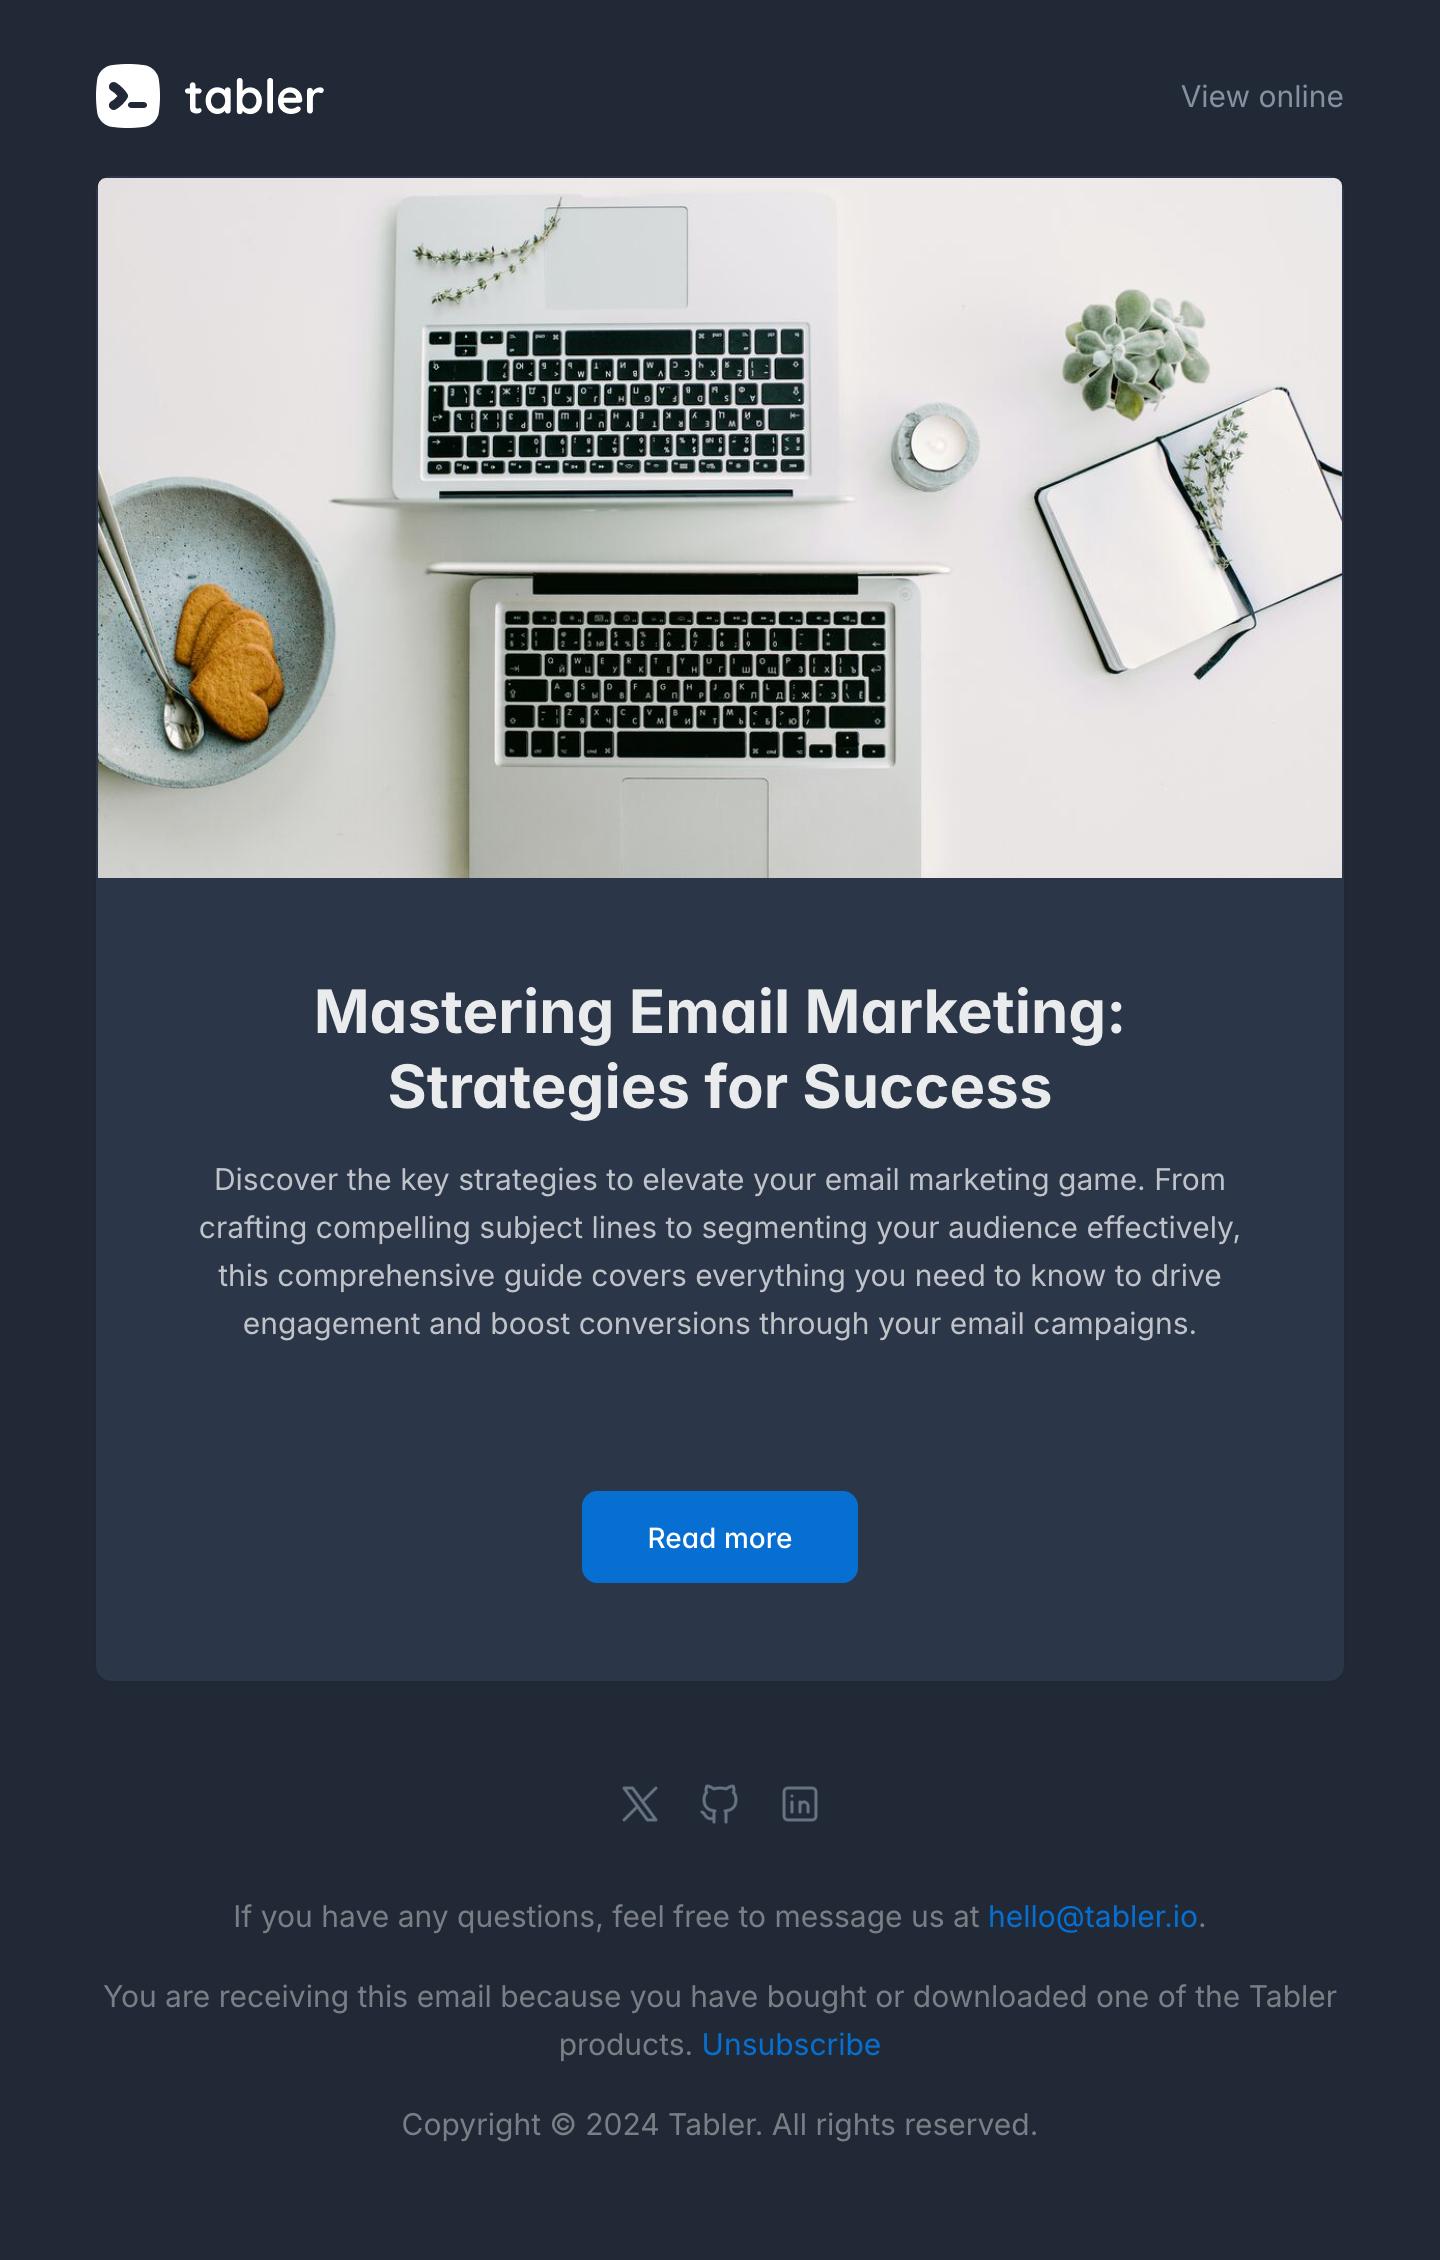 tabler
View online
Mastering Email Marketing:
Strategies for Success
Discover the key strategies to elevate your email marketing game. From
crafting compelling subject lines to segmenting your audience effectively,
this comprehensive guide covers everything you need to know to drive
engagement and boost conversions through your email campaigns.
Read more
If you have any questions, feel free to message us at hello@tabler.io.
You are receiving this email because you have bought or downloaded one of the Tabler
products. Unsubscribe
Copyright © 2024 Tabler. All rights reserved.